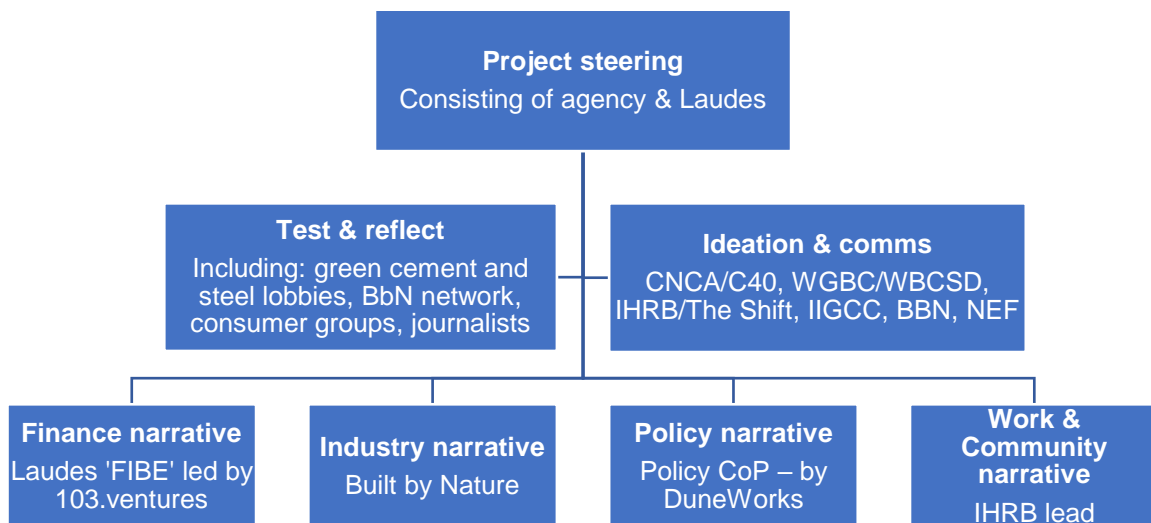 Project steering
Consisting of agency & Laudes
Test & reflect
Including: green cement and
steel lobbies, BbN network,
consumer groups, journalists
Ideation & comms
CNCA/C40, WGBC/WBCSD,
IHRB/The Shift, IIGCC, BBN, NEF
Finance narrative
Laudes 'FIBE' led by
103.ventures
Industry narrative
Built by Nature
Policy narrative
Policy CoP – by
DuneWorks
Work &
Community
narrative
IHRB lead